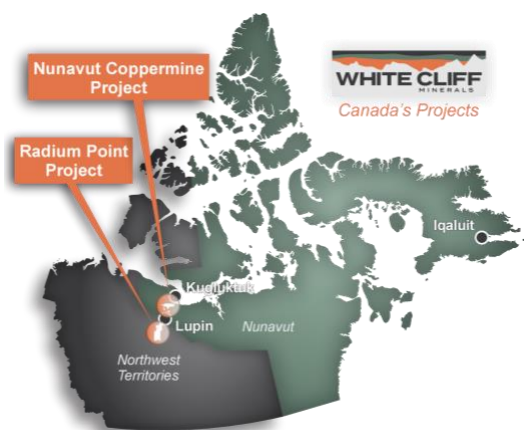 Nunavut Coppermine
Project
WHITE CLIFF
MINERALS
Canada's Projects
Radium Point
Project
Iqaluit
Kugluktuk
Lupin
Nunavut
Northwest
Territories